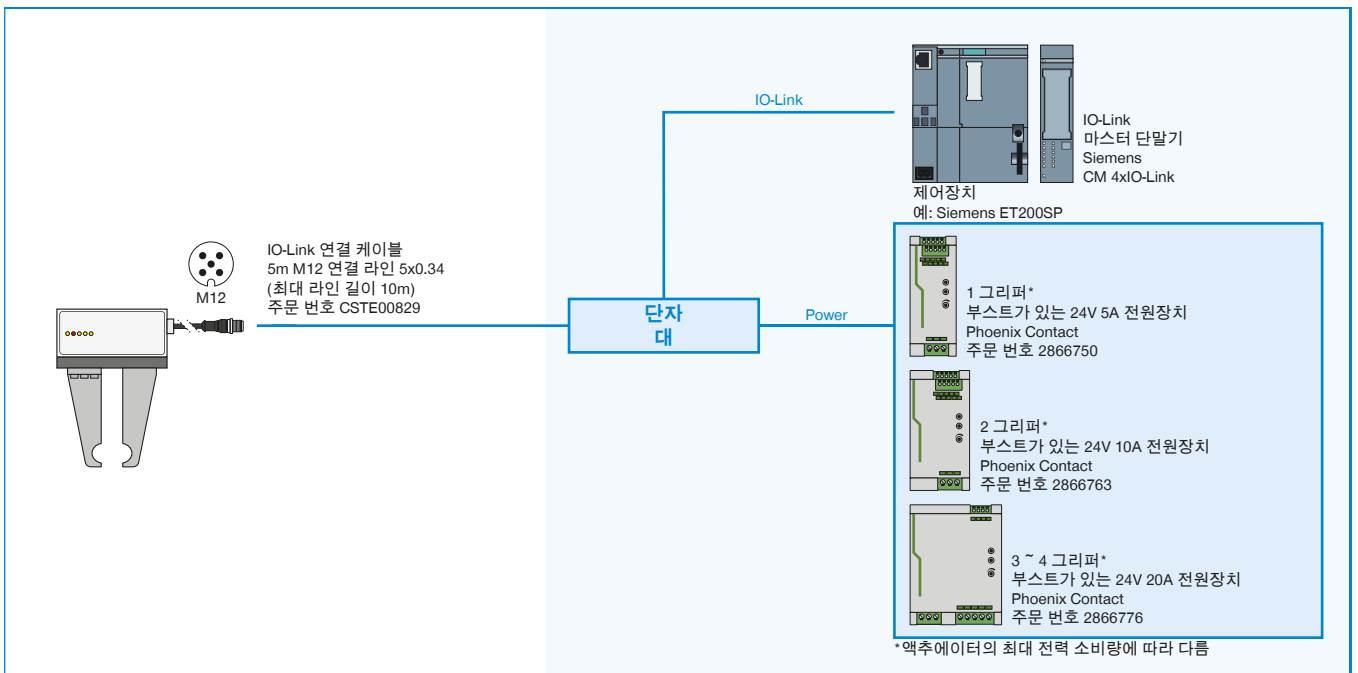 IO-Link
IO-Link
마스터 단말기
Siemens
CM 4xIO-Link
제어장치
예: Siemens ET200SP
M12
IO-Link 연결 케이블
5m M12 연결 라인 5x0.34
(최대 라인 길이 10m)
주문 번호 CSTE00829
단자
대
Power
1 그리퍼*
부스트가 있는 24V 5A 전원장치
Phoenix Contact
주문 번호 2866750
2 그리퍼*
부스트가 있는 24V 10A 전원장치
Phoenix Contact
주문 번호 2866763
3 ~ 4 그리퍼*
부스트가 있는 24V 20A 전원장치
Phoenix Contact
주문 번호 2866776
*액추에이터의 최대 전력 소비량에 따라 다름